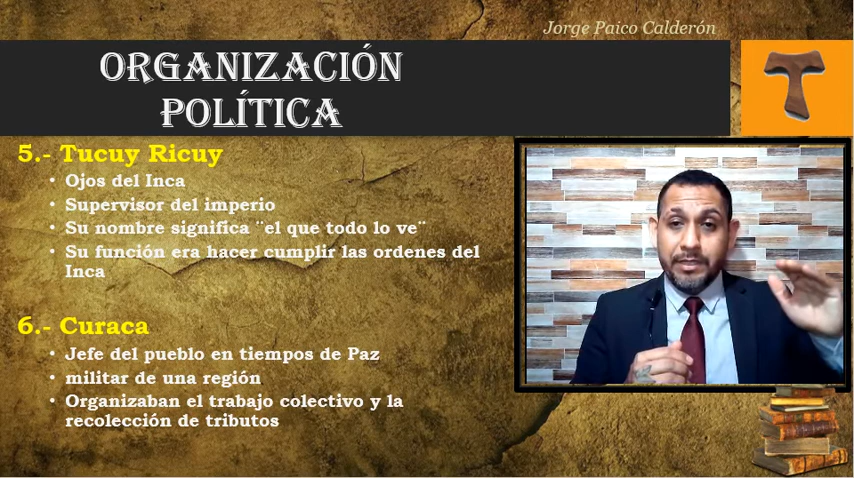 Jorge Paico Calderón
ORGANIZACIÓN
POLÍTICA
5.- Tucuy Ricuy
• Ojos del Inca
• Supervisor del imperio
• Su nombre significa ¨el que todo lo ve¨
• Su función era hacer cumplir las ordenes del
Inca
6.- Curaca
• Jefe del pueblo en tiempos de Paz
• militar de una región
• Organizaban el trabajo colectivo y la
recolección de tributos